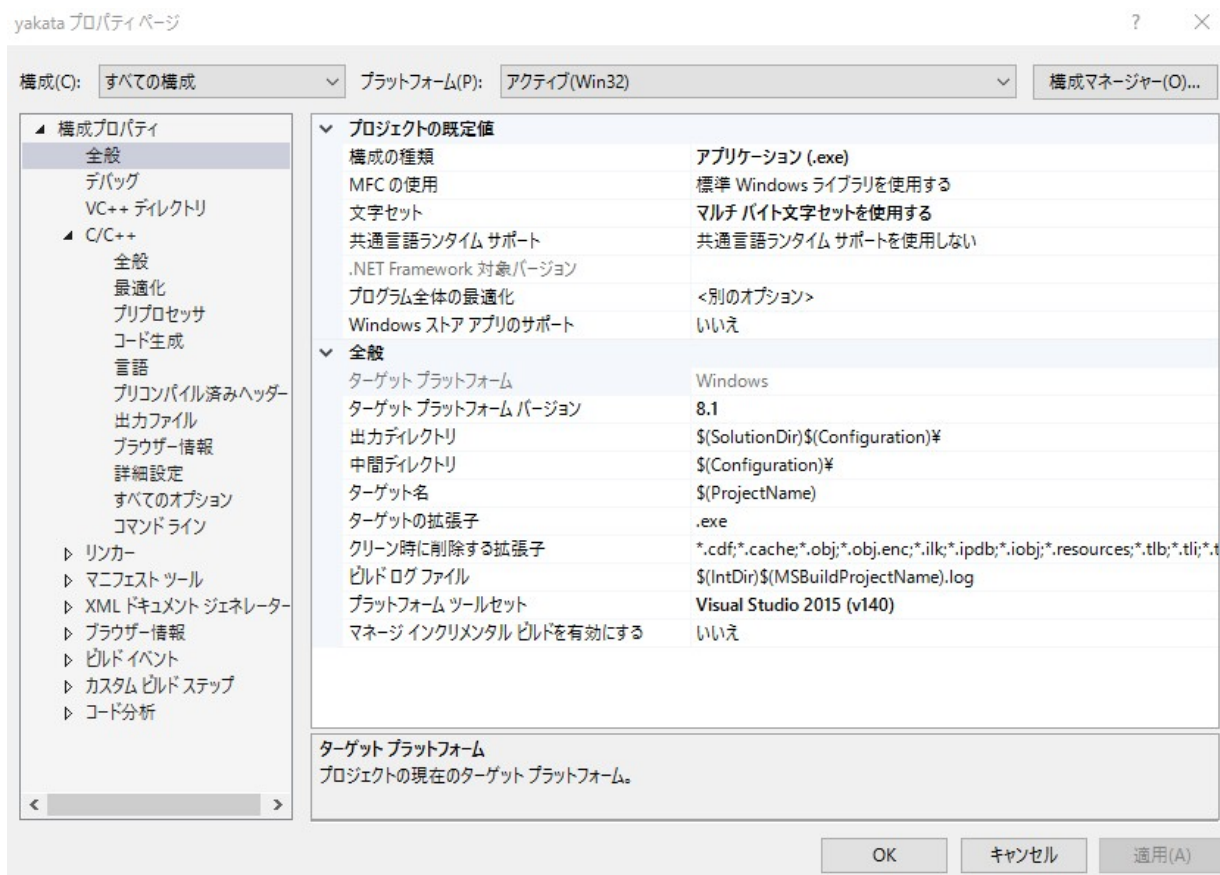 yakata プロパティ ページ
?
構成(C):
すべての構成
プラットフォーム(P):
アクティブ(Win32)
構成マネージャー(O)...
構成プロパティ
全般
デバッグ
VC++ ディレクトリ
C/C++
全般
最適化
プリプロセッサ
コード生成
言語
プリコンパイル済みヘッダー
出力ファイル
ブラウザー情報
詳細設定
すべてのオプション
コマンド ライン
リンカー
マニフェスト ツール
XML ドキュメント ジェネレーター
ブラウザー情報
ビルド イベント
カスタム ビルド ステップ
コード分析
プロジェクトの既定値
構成の種類 アプリケーション (.exe)
MFC の使用 標準 Windows ライブラリを使用する
文字セット マルチ バイト文字セットを使用する
共通言語ランタイム サポート 共通言語ランタイム サポートを使用しない
.NET Framework 対象バージョン
プログラム全体の最適化 <別のオプション>
Windows ストア アプリのサポート いいえ
全般
ターゲット プラットフォーム Windows
ターゲット プラットフォーム バージョン 8.1
出力ディレクトリ $(SolutionDir)$(Configuration)¥
中間ディレクトリ $(Configuration)¥
ターゲット名 $(ProjectName)
ターゲットの拡張子 .exe
クリーン時に削除する拡張子 *.cdf;*.cache;*.obj;*.obj.enc;*.ilk;*.ipdb;*.iobj;*.resources;*.tlb;*.tli;*.t
ビルド ログ ファイル $(IntDir)$(MSBuildProjectName).log
プラットフォーム ツールセット Visual Studio 2015 (v140)
マネージ インクリメンタル ビルドを有効にする いいえ
ターゲット プラットフォーム
プロジェクトの現在のターゲット プラットフォーム。
OK
キャンセル
適用(A)